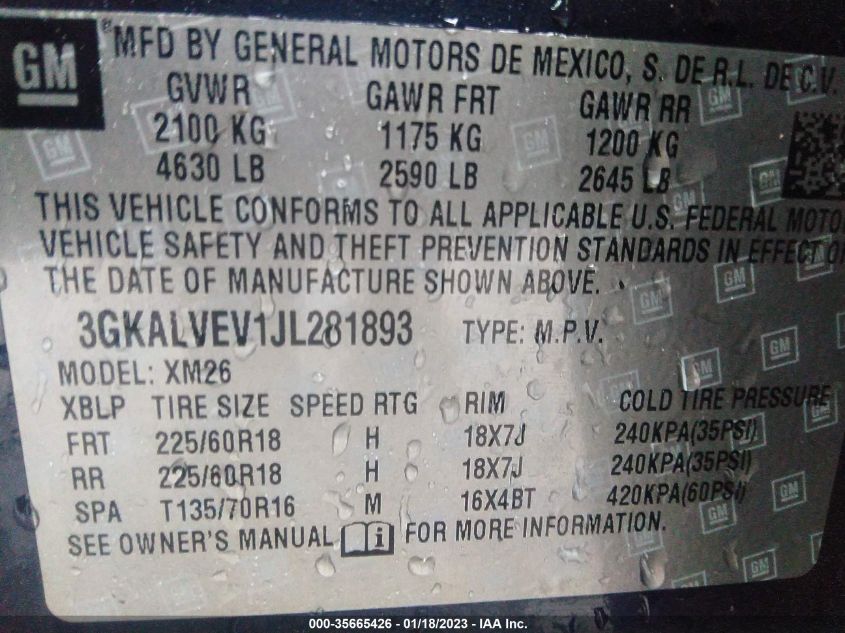 GM
MFD BY GENERAL MOTORS DE MEXICO, S. DE R.L. DE C.V.
GVWR GAWR FRT GAWR RR
2100 KG 1175 KG 1200 KG
4630 LB 2590 LB 2645 LB
THIS VEHICLE CONFORMS TO ALL APPLICABLE U.S. FEDERAL MOTO
VEHICLE SAFETY AND THEFT PREVENTION STANDARDS IN EFFECT O
THE DATE OF MANUFACTURE SHOWN ABOVE.
3GKALVEV1JL281893 TYPE: M.P.V.
MODEL: XM26
XBLP TIRE SIZE SPEED RTG RIM COLD TIRE PRESSURE
FRT 225/60R18 H 18X7J 240KPA(35PSI)
RR 225/60R18 H 18X7J 240KPA(35PSI)
SPA T135/70R16 M 16X4BT 420KPA(60PSI)
SEE OWNER'S MANUAL i FOR MORE INFORMATION.
000-35665426 - 01/18/2023 - IAA Inc.